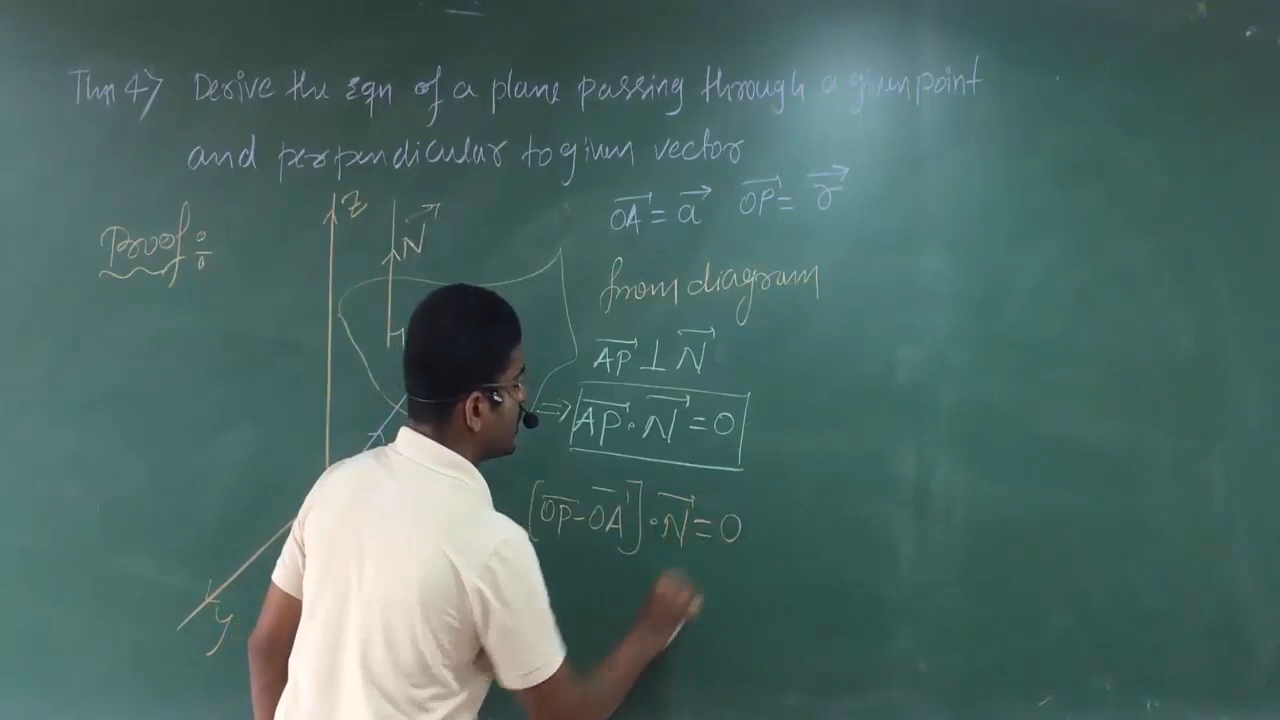 Thm 4) Derive the Eqn of a plane passing through a given point
and perpendicular to given vector
Proof:
Z
N⃗
y
OA⃗ = a⃗ OP⃗ = r⃗
from diagram
AP⃗ ⊥ N⃗
⇒ AP⃗ · N⃗ = 0
[OP⃗ - OA⃗] · N⃗ = 0